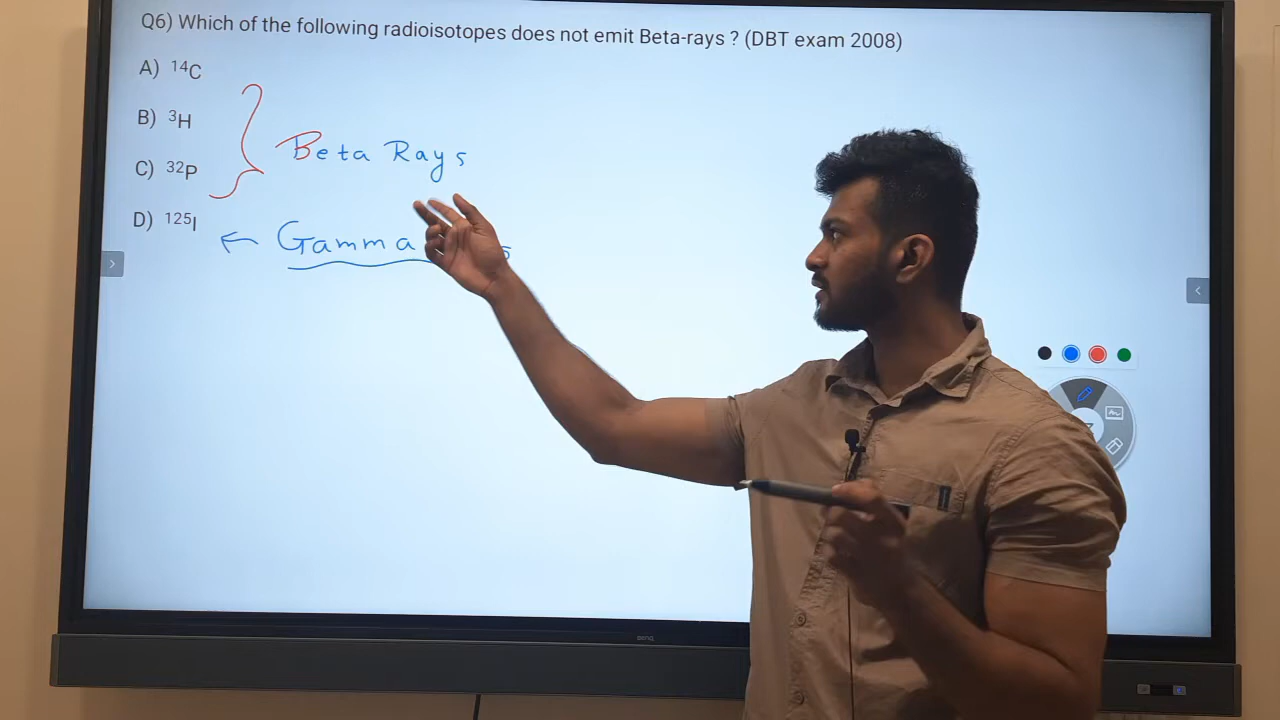 Q6) Which of the following radioisotopes does not emit Beta-rays ? (DBT exam 2008)
A) ¹⁴C
B) ³H
C) ³²P
Beta Rays
D) ¹²⁵I
Gamma
BenQ